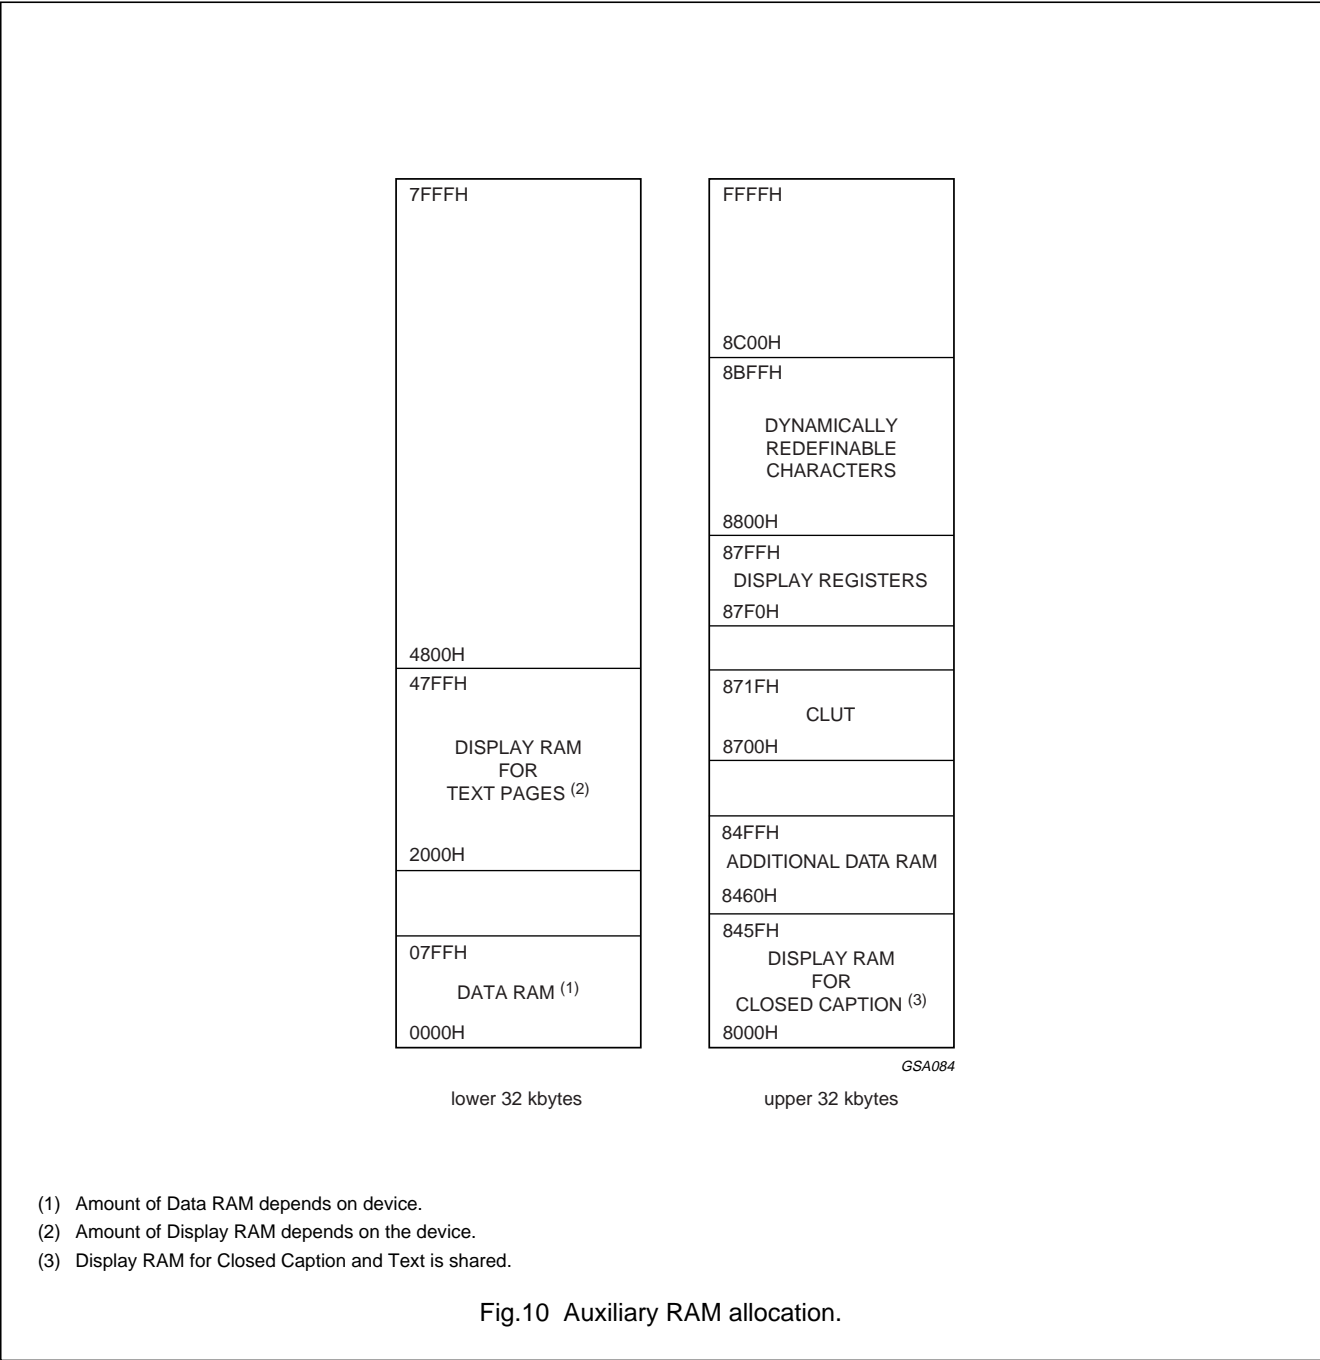 7FFFH
4800H
47FFH
DISPLAY RAM
FOR
TEXT PAGES (2)
2000H
07FFH
DATA RAM (1)
0000H
lower 32 kbytes
FFFFH
8C00H
8BFFH
DYNAMICALLY
REDEFINABLE
CHARACTERS
8800H
87FFH
DISPLAY REGISTERS
87F0H
871FH
CLUT
8700H
84FFH
ADDITIONAL DATA RAM
8460H
845FH
DISPLAY RAM
FOR
CLOSED CAPTION (3)
8000H
GSA084
upper 32 kbytes
(1) Amount of Data RAM depends on device.
(2) Amount of Display RAM depends on the device.
(3) Display RAM for Closed Caption and Text is shared.
Fig.10 Auxiliary RAM allocation.